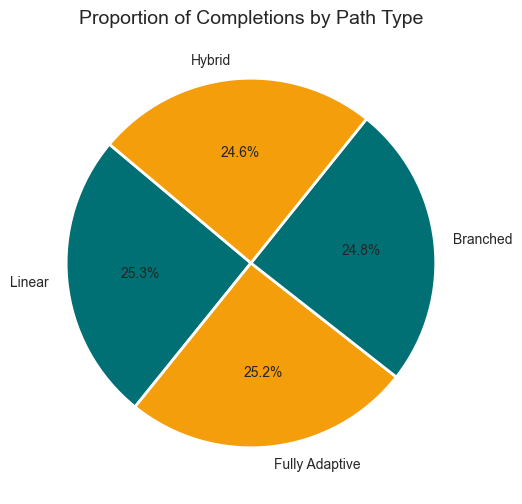 Proportion of Completions by Path Type
Hybrid
24.6%
Branched
24.8%
Linear
25.3%
25.2%
Fully Adaptive